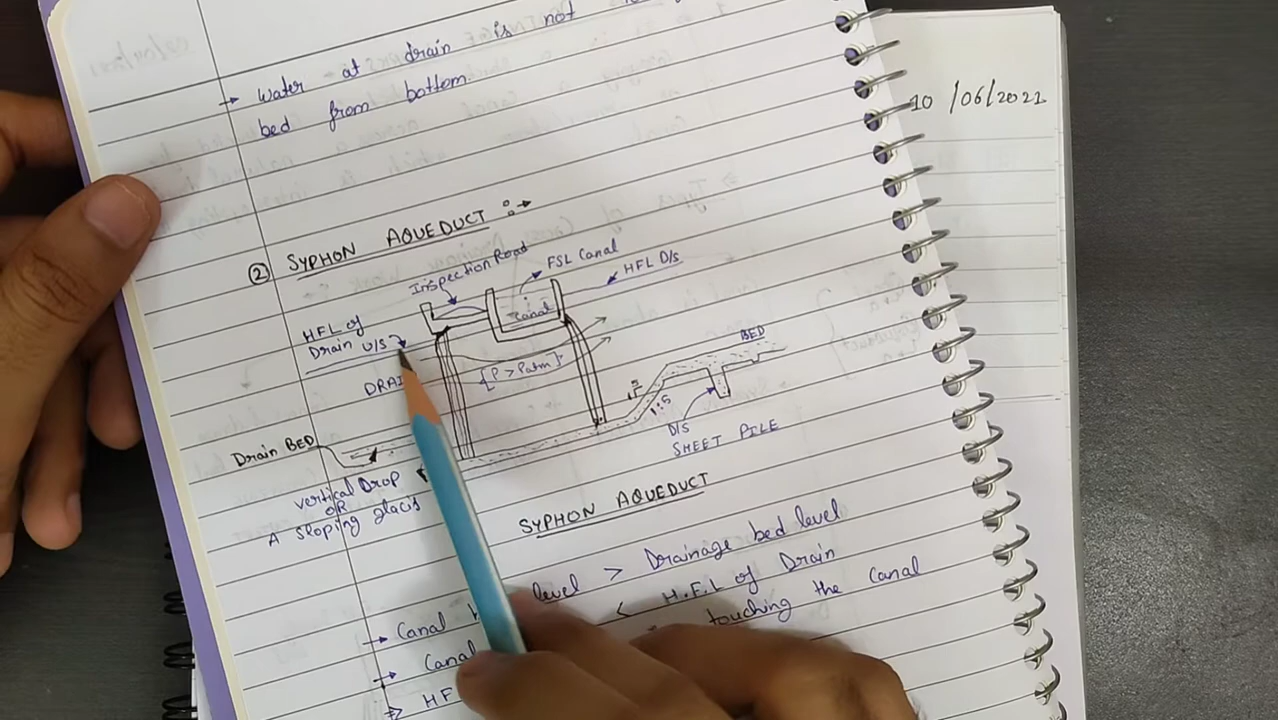 → water at drain is not
bed from bottom.
10/06/2021
② SYPHON AQUEDUCT :→
Inspection Road
FSL Canal
HFL D/s
Canal
HFL of
Drain U/s
{P > Patm}
DRAI
BED
1:5
Drain BED
D/S
SHEET PILE
vertical Drop
OR
A sloping glacis
SYPHON AQUEDUCT
→ Canal level > Drainage bed level
→ Canal < H.F.L of Drain
⇒ HF touching the Canal